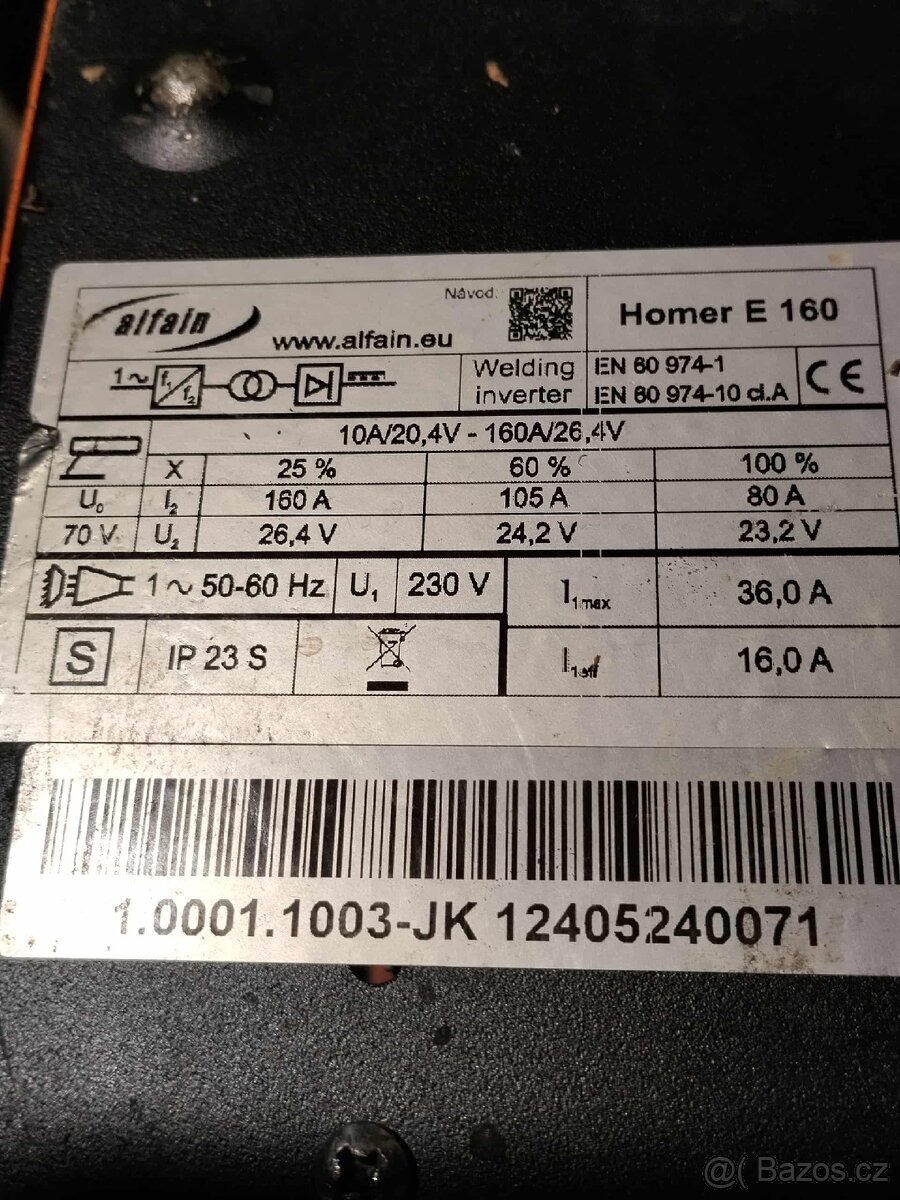 alfain
www.alfain.eu
Návod:
Homer E 160
1~ f1 f2
Welding
inverter
EN 60 974-1
EN 60 974-10 cl.A
CE
10A/20,4V - 160A/26,4V
X 25 % 60 % 100 %
U0 I2 160 A 105 A 80 A
70 V U2 26,4 V 24,2 V 23,2 V
1~ 50-60 Hz U1 230 V I1max 36,0 A
S IP 23 S I1eff 16,0 A
1.0001.1003-JK 12405240071
@( Bazos.cz